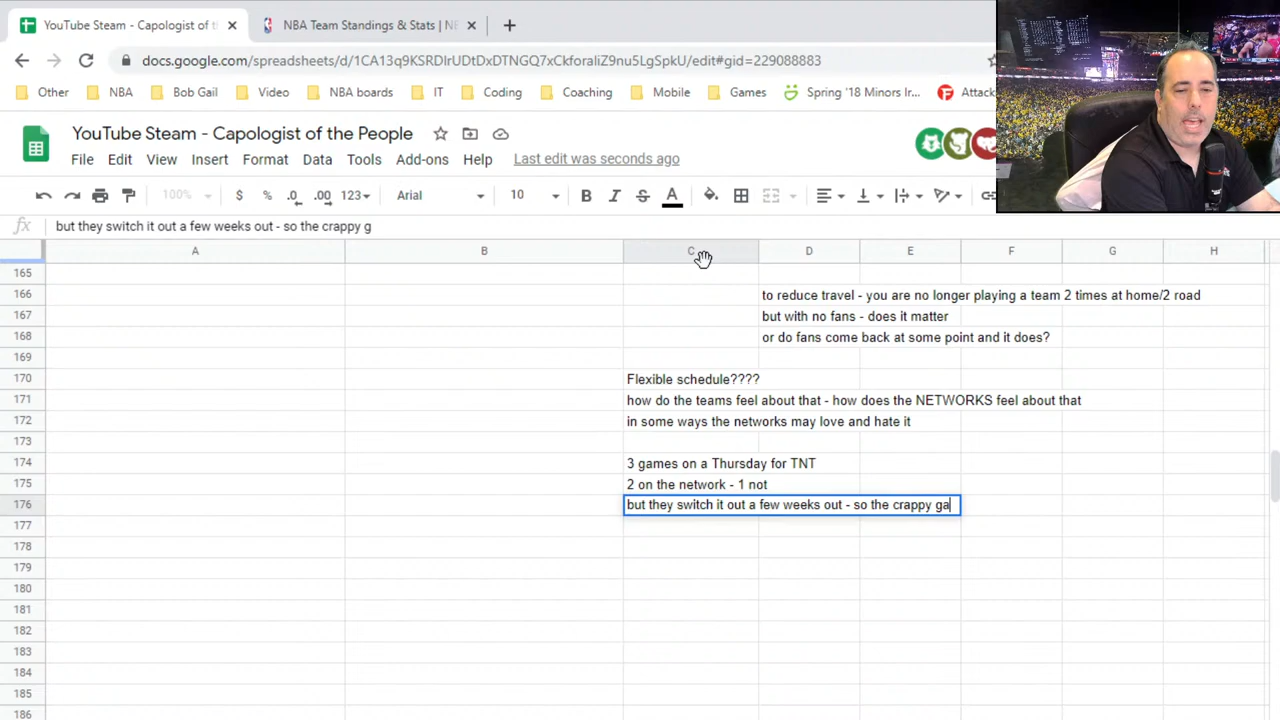 YouTube Steam - Capologist of t
NBA Team Standings & Stats | N
docs.google.com/spreadsheets/d/1CA13q9KSRDIrUDtDxDTNGQ7xCkforaliZ9nu5LgSpkU/edit#gid=229088883
Other NBA Bob Gail Video NBA boards IT Coding Coaching Mobile Games Spring '18 Minors Ir... Attack
YouTube Steam - Capologist of the People
File Edit View Insert Format Data Tools Add-ons Help Last edit was seconds ago
100% $ % .0 .00 123 Arial 10 B I S A
fx but they switch it out a few weeks out - so the crappy g
A B C D E F G H
165
166 to reduce travel - you are no longer playing a team 2 times at home/2 road
167 but with no fans - does it matter
168 or do fans come back at some point and it does?
169
170 Flexible schedule????
171 how do the teams feel about that - how does the NETWORKS feel about that
172 in some ways the networks may love and hate it
173
174 3 games on a Thursday for TNT
175 2 on the network - 1 not
176 but they switch it out a few weeks out - so the crappy ga
177
178
179
180
181
182
183
184
185
186